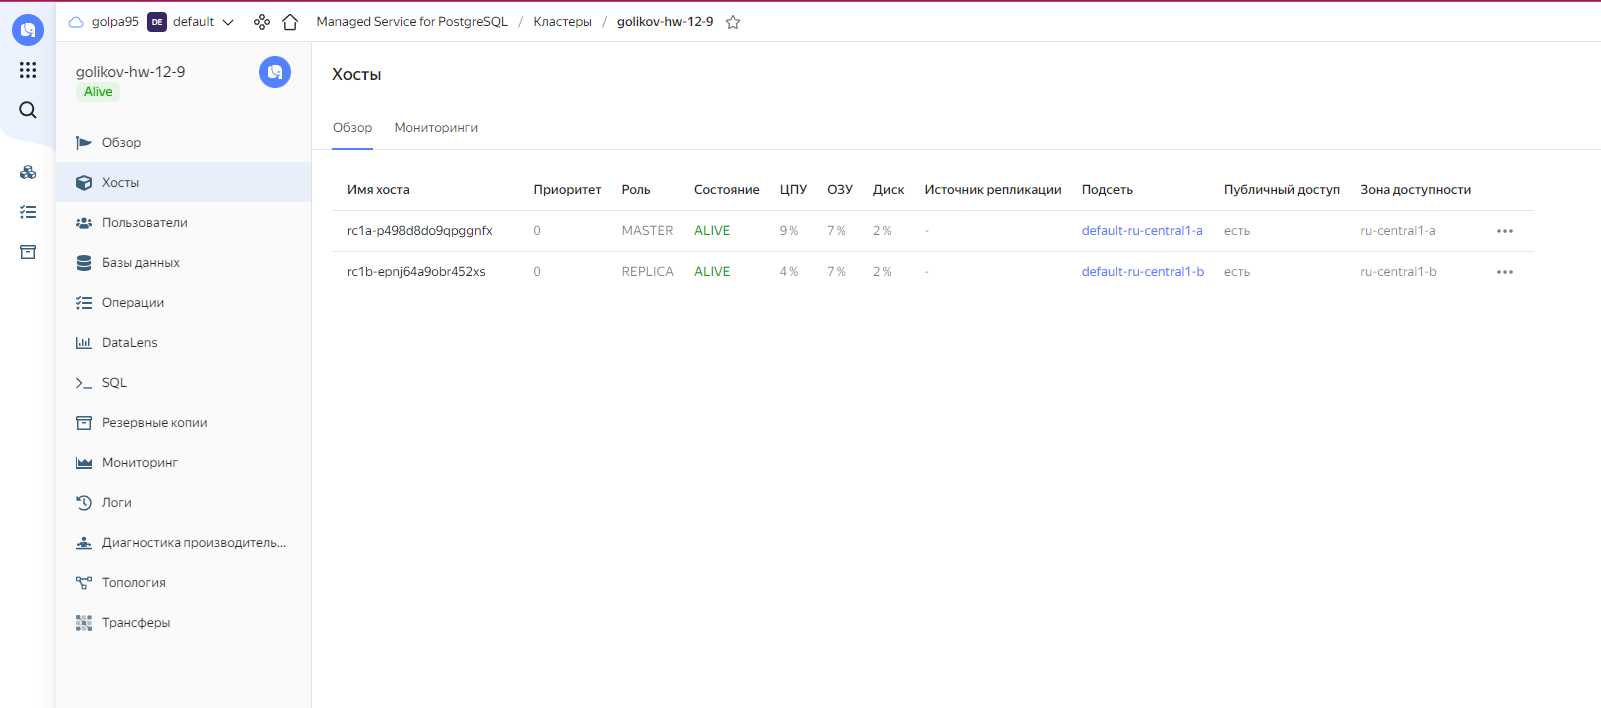 golpa95 DE default Managed Service for PostgreSQL / Кластеры / golikov-hw-12-9
golikov-hw-12-9
Alive
Обзор
Хосты
Пользователи
Базы данных
Операции
DataLens
SQL
Резервные копии
Мониторинг
Логи
Диагностика производитель...
Топология
Трансферы
Хосты
Обзор Мониторинги
Имя хоста Приоритет Роль Состояние ЦПУ ОЗУ Диск Источник репликации Подсеть Публичный доступ Зона доступности
rc1a-p498d8do9qpggnfx 0 MASTER ALIVE 9 % 7 % 2 % - default-ru-central1-a есть ru-central1-a
rc1b-epnj64a9obr452xs 0 REPLICA ALIVE 4 % 7 % 2 % - default-ru-central1-b есть ru-central1-b